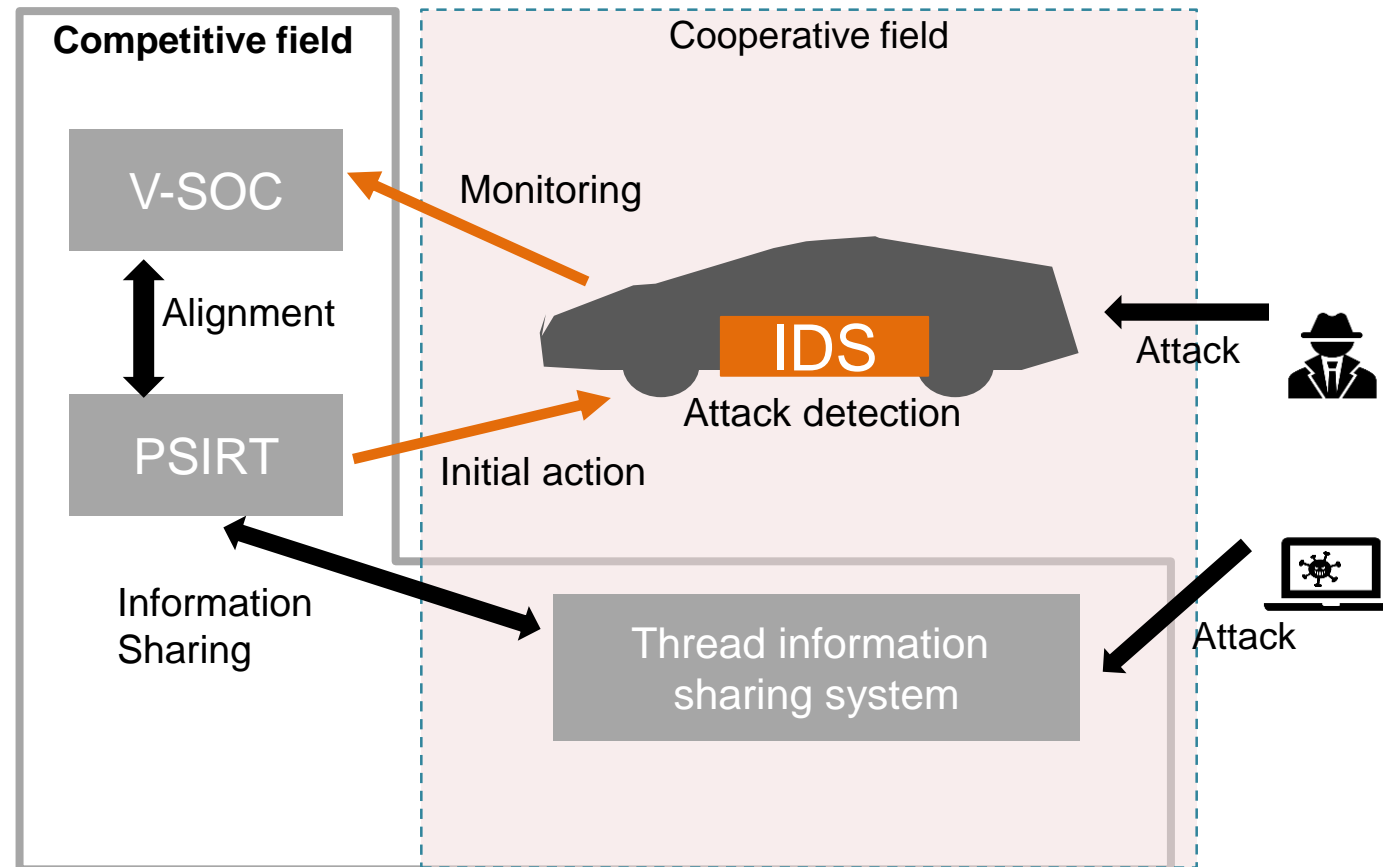 Competitive field
Cooperative field
V-SOC
Monitoring
Alignment
IDS
Attack
Attack detection
PSIRT
Initial action
Information
Sharing
Thread information
sharing system
Attack